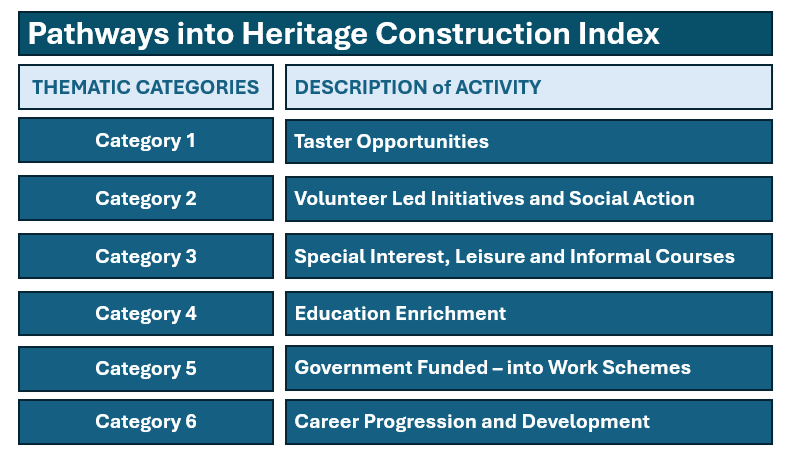 Pathways into Heritage Construction Index
THEMATIC CATEGORIES
DESCRIPTION of ACTIVITY
Category 1
Taster Opportunities
Category 2
Volunteer Led Initiatives and Social Action
Category 3
Special Interest, Leisure and Informal Courses
Category 4
Education Enrichment
Category 5
Government Funded – into Work Schemes
Category 6
Career Progression and Development